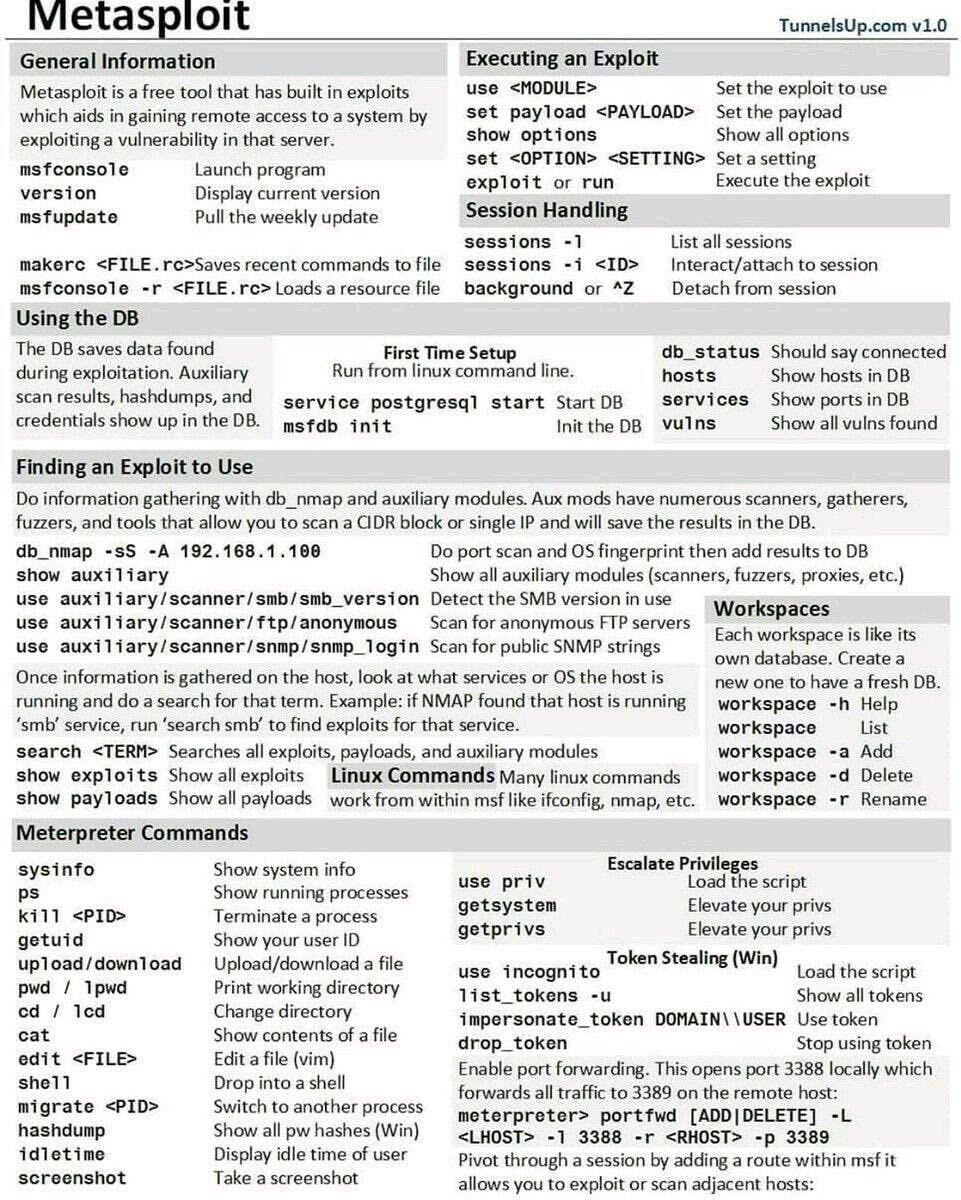 Metasploit
TunnelsUp.com v1.0
General Information
Metasploit is a free tool that has built in exploits
which aids in gaining remote access to a system by
exploiting a vulnerability in that server.
msfconsole Launch program
version Display current version
msfupdate Pull the weekly update
makerc <FILE.rc>Saves recent commands to file
msfconsole -r <FILE.rc> Loads a resource file
Executing an Exploit
use <MODULE> Set the exploit to use
set payload <PAYLOAD> Set the payload
show options Show all options
set <OPTION> <SETTING> Set a setting
exploit or run Execute the exploit
Session Handling
sessions -l List all sessions
sessions -i <ID> Interact/attach to session
background or ^Z Detach from session
Using the DB
The DB saves data found
during exploitation. Auxiliary
scan results, hashdumps, and
credentials show up in the DB.
First Time Setup
Run from linux command line.
service postgresql start Start DB
msfdb init Init the DB
db_status Should say connected
hosts Show hosts in DB
services Show ports in DB
vulns Show all vulns found
Finding an Exploit to Use
Do information gathering with db_nmap and auxiliary modules. Aux mods have numerous scanners, gatherers,
fuzzers, and tools that allow you to scan a CIDR block or single IP and will save the results in the DB.
db_nmap -sS -A 192.168.1.100 Do port scan and OS fingerprint then add results to DB
show auxiliary Show all auxiliary modules (scanners, fuzzers, proxies, etc.)
use auxiliary/scanner/smb/smb_version Detect the SMB version in use
use auxiliary/scanner/ftp/anonymous Scan for anonymous FTP servers
use auxiliary/scanner/snmp/snmp_login Scan for public SNMP strings
Once information is gathered on the host, look at what services or OS the host is
running and do a search for that term. Example: if NMAP found that host is running
‘smb’ service, run ‘search smb’ to find exploits for that service.
search <TERM> Searches all exploits, payloads, and auxiliary modules
show exploits Show all exploits
show payloads Show all payloads
Linux Commands Many linux commands
work from within msf like ifconfig, nmap, etc.
Workspaces
Each workspace is like its
own database. Create a
new one to have a fresh DB.
workspace -h Help
workspace List
workspace -a Add
workspace -d Delete
workspace -r Rename
Meterpreter Commands
sysinfo Show system info
ps Show running processes
kill <PID> Terminate a process
getuid Show your user ID
upload/download Upload/download a file
pwd / lpwd Print working directory
cd / lcd Change directory
cat Show contents of a file
edit <FILE> Edit a file (vim)
shell Drop into a shell
migrate <PID> Switch to another process
hashdump Show all pw hashes (Win)
idletime Display idle time of user
screenshot Take a screenshot
Escalate Privileges
use priv Load the script
getsystem Elevate your privs
getprivs Elevate your privs
Token Stealing (Win)
use incognito Load the script
list_tokens -u Show all tokens
impersonate_token DOMAIN\\USER Use token
drop_token Stop using token
Enable port forwarding. This opens port 3388 locally which
forwards all traffic to 3389 on the remote host:
meterpreter> portfwd [ADD|DELETE] -L
<LHOST> -l 3388 -r <RHOST> -p 3389
Pivot through a session by adding a route within msf it
allows you to exploit or scan adjacent hosts: